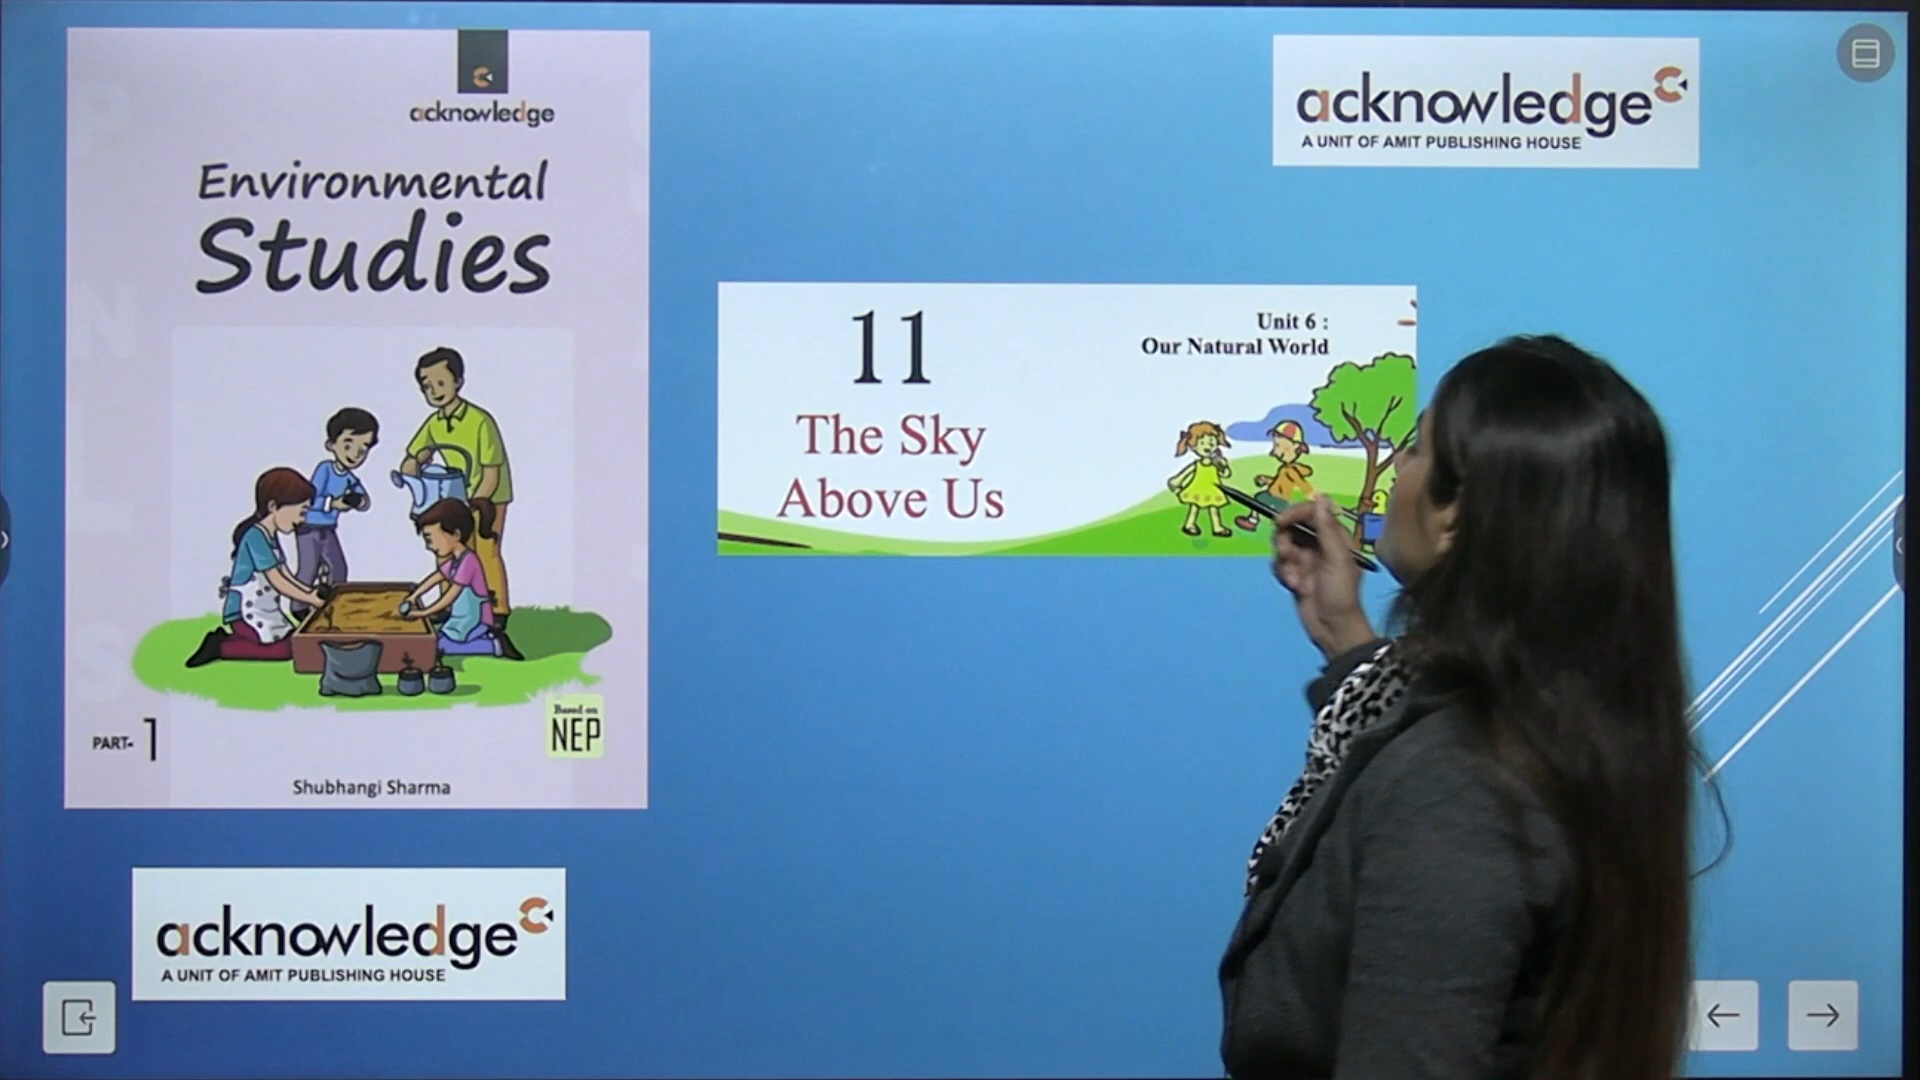 acknowledge
Environmental
Studies
Based on
NEP
PART- 1
Shubhangi Sharma
acknowledge
A UNIT OF AMIT PUBLISHING HOUSE
11
The Sky
Above Us
Unit 6 :
Our Natural World
acknowledge
A UNIT OF AMIT PUBLISHING HOUSE